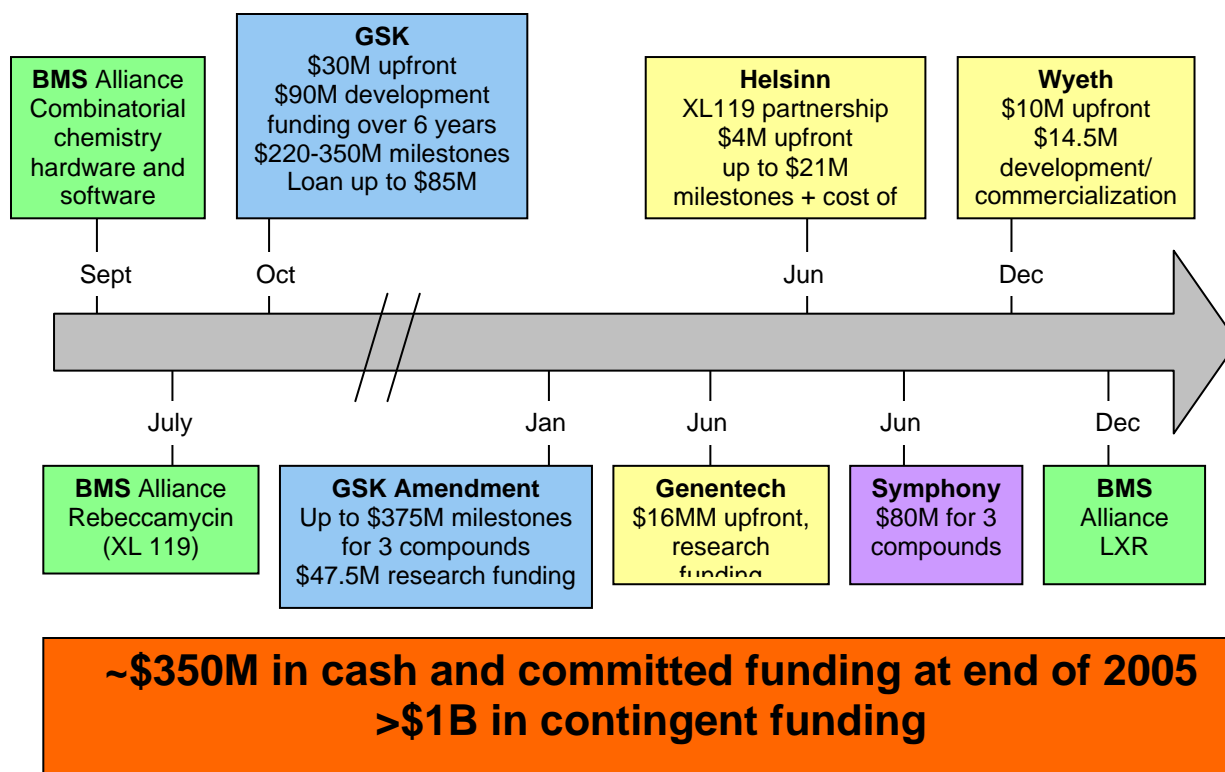 BMS Alliance
Combinatorial
chemistry
hardware and
software
GSK
$30M upfront
$90M development
funding over 6 years
$220-350M milestones
Loan up to $85M
Helsinn
XL119 partnership
$4M upfront
up to $21M
milestones + cost of
Wyeth
$10M upfront
$14.5M
development/
commercialization
Sept
Oct
Jun
Dec
July
Jan
Jun
Jun
Dec
BMS Alliance
Rebeccamycin
(XL 119)
GSK Amendment
Up to $375M milestones
for 3 compounds
$47.5M research funding
Genentech
$16MM upfront,
research
funding
Symphony
$80M for 3
compounds
BMS
Alliance
LXR
~$350M in cash and committed funding at end of 2005
>$1B in contingent funding